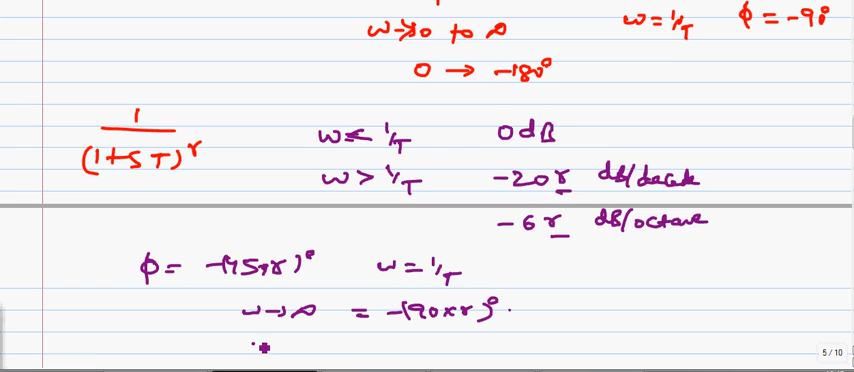 ω→0 to ∞
ω = 1/T φ = -90°
0 → -180°
1/(1+ST)^r
ω < 1/T 0 dB
ω > 1/T -20r dB/decade
-6r dB/octave
φ = -(45×r)° ω = 1/T
ω→∞ = -(90×r)°.
5 / 10